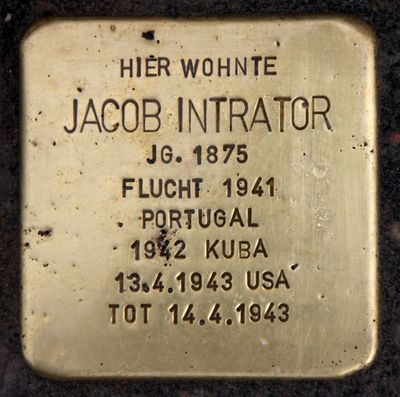 HIER WOHNTE
JACOB INTRATOR
JG. 1875
FLUCHT 1941
PORTUGAL
1942 KUBA
13.4.1943 USA
TOT 14.4.1943